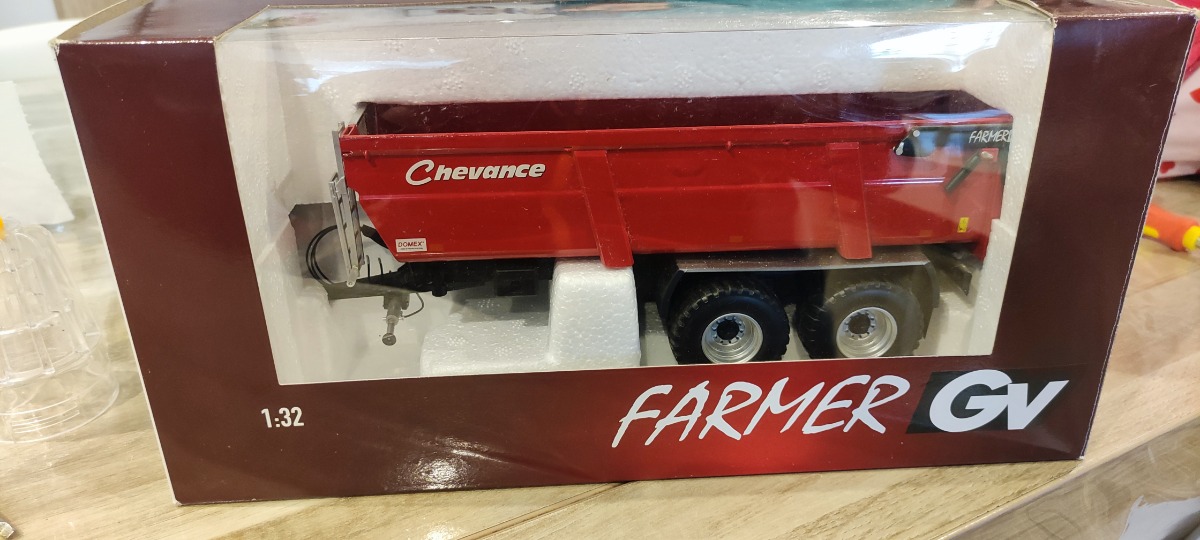 FARMER
Chevance
DOMEX
1:32
FARMER GV